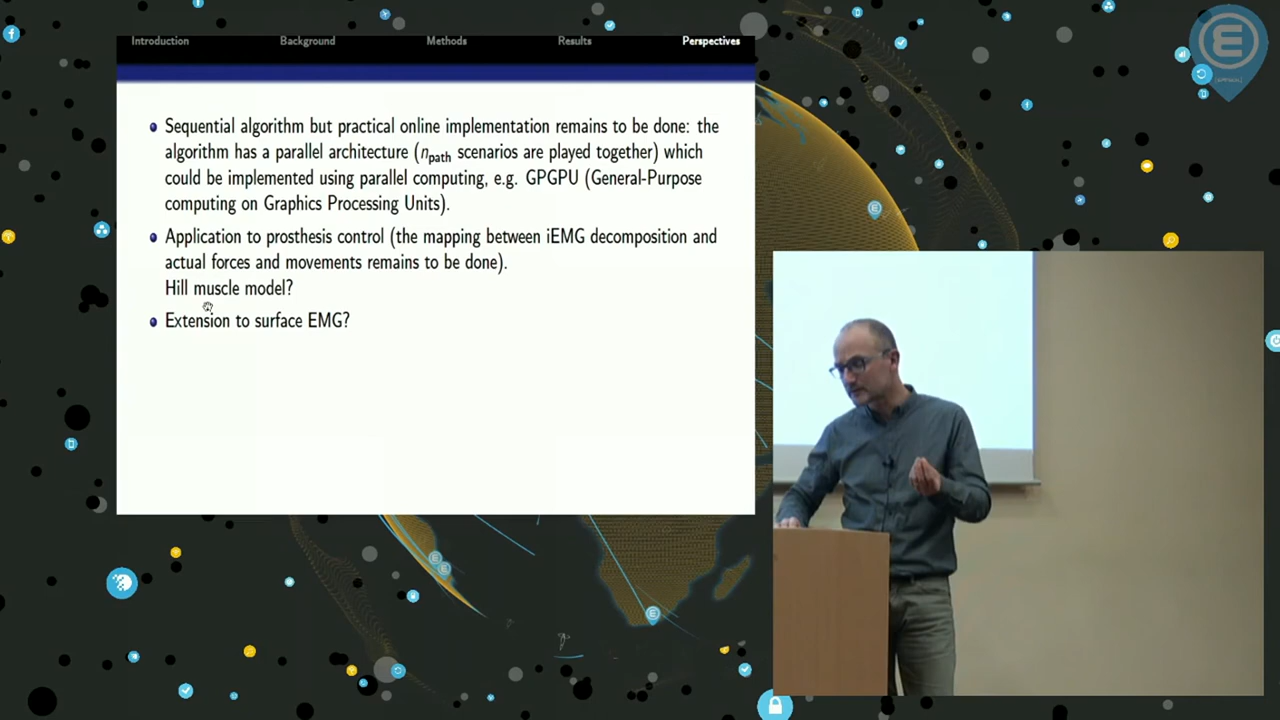 Introduction Background Methods Results Perspectives
Sequential algorithm but practical online implementation remains to be done: the
algorithm has a parallel architecture (npath scenarios are played together) which
could be implemented using parallel computing, e.g. GPGPU (General-Purpose
computing on Graphics Processing Units).
Application to prosthesis control (the mapping between iEMG decomposition and
actual forces and movements remains to be done).
Hill muscle model?
Extension to surface EMG?